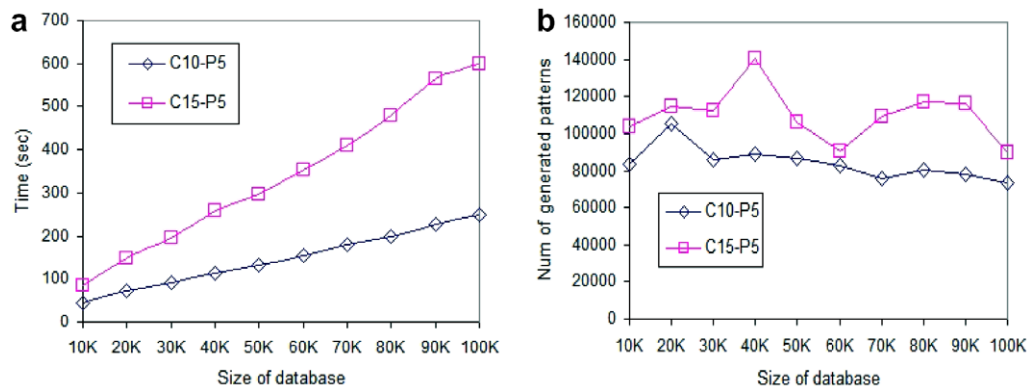 a
700
600
500
400
300
200
100
0
Time (sec)
C10-P5
C15-P5
10K 20K 30K 40K 50K 60K 70K 80K 90K 100K
Size of database
b
160000
140000
120000
100000
80000
60000
40000
20000
0
Num of generated patterns
C10-P5
C15-P5
10K 20K 30K 40K 50K 60K 70K 80K 90K 100K
Size of database